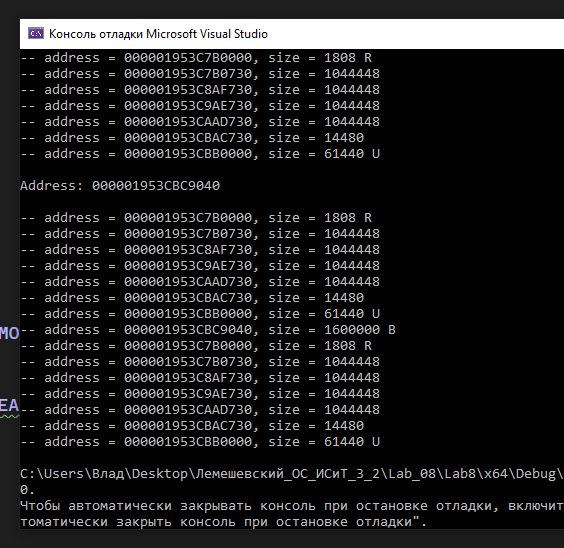 Консоль отладки Microsoft Visual Studio
-- address = 000001953C7B0000, size = 1808 R
-- address = 000001953C7B0730, size = 1044448
-- address = 000001953C8AF730, size = 1044448
-- address = 000001953C9AE730, size = 1044448
-- address = 000001953CAAD730, size = 1044448
-- address = 000001953CBAC730, size = 14480
-- address = 000001953CBB0000, size = 61440 U
Address: 000001953CBC9040
-- address = 000001953C7B0000, size = 1808 R
-- address = 000001953C7B0730, size = 1044448
-- address = 000001953C8AF730, size = 1044448
-- address = 000001953C9AE730, size = 1044448
-- address = 000001953CAAD730, size = 1044448
-- address = 000001953CBAC730, size = 14480
-- address = 000001953CBB0000, size = 61440 U
-- address = 000001953CBC9040, size = 1600000 B
-- address = 000001953C7B0000, size = 1808 R
-- address = 000001953C7B0730, size = 1044448
-- address = 000001953C8AF730, size = 1044448
-- address = 000001953C9AE730, size = 1044448
-- address = 000001953CAAD730, size = 1044448
-- address = 000001953CBAC730, size = 14480
-- address = 000001953CBB0000, size = 61440 U
C:\Users\Влад\Desktop\Лемешевский_ОС_ИСиТ_3_2\Lab_08\Lab8\x64\Debug\
0.
Чтобы автоматически закрывать консоль при остановке отладки, включит
томатически закрыть консоль при остановке отладки".